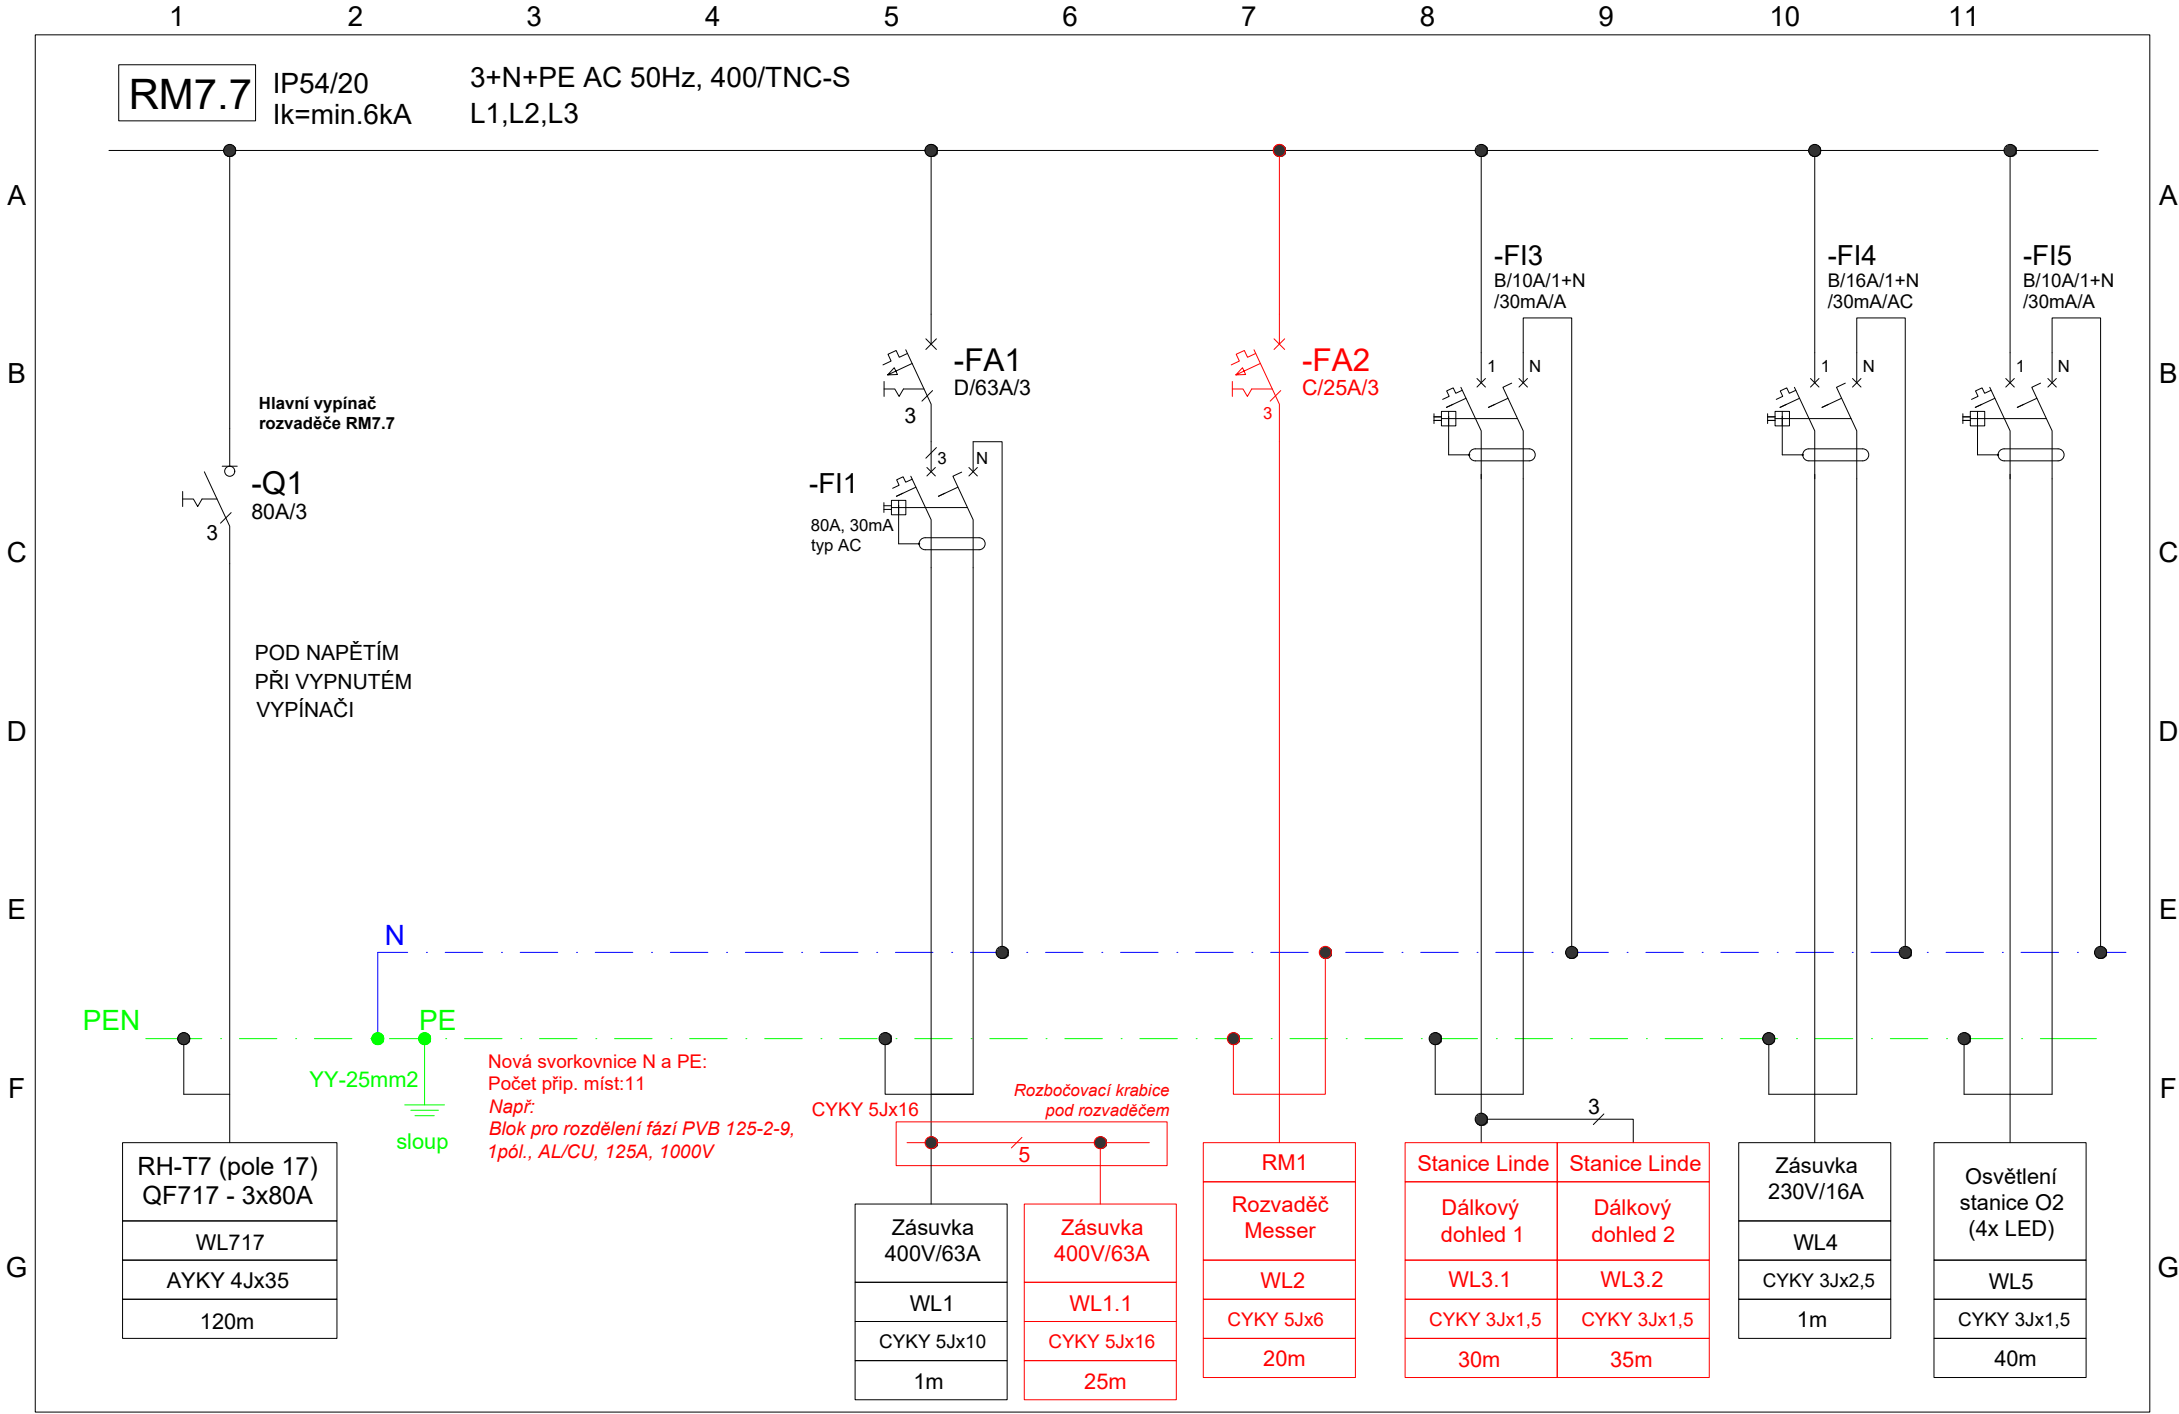 1 2 3 4 5 6 7 8 9 10 11
RM7.7
IP54/20
Ik=min.6kA
3+N+PE AC 50Hz, 400/TNC-S
L1,L2,L3
A
A
B
B
C
C
D
D
E
E
F
F
G
G
Hlavní vypínač
rozvaděče RM7.7
-Q1
80A/3
3
POD NAPĚTÍM
PŘI VYPNUTÉM
VYPÍNAČI
-FA1
D/63A/3
3
3
N
-FI1
80A, 30mA
typ AC
-FA2
C/25A/3
3
-FI3
B/10A/1+N
/30mA/A
1
N
-FI4
B/16A/1+N
/30mA/AC
1
N
-FI5
B/10A/1+N
/30mA/A
1
N
N
PEN
PE
YY-25mm2
sloup
Nová svorkovnice N a PE:
Počet přip. míst:11
Např:
Blok pro rozdělení fází PVB 125-2-9,
1pól., AL/CU, 125A, 1000V
CYKY 5Jx16
Rozbočovací krabice
pod rozvaděčem
5
3
RH-T7 (pole 17)
QF717 - 3x80A
WL717
AYKY 4Jx35
120m
Zásuvka
400V/63A
WL1
CYKY 5Jx10
1m
Zásuvka
400V/63A
WL1.1
CYKY 5Jx16
25m
RM1
Rozvaděč
Messer
WL2
CYKY 5Jx6
20m
Stanice Linde
Dálkový
dohled 1
WL3.1
CYKY 3Jx1,5
30m
Stanice Linde
Dálkový
dohled 2
WL3.2
CYKY 3Jx1,5
35m
Zásuvka
230V/16A
WL4
CYKY 3Jx2,5
1m
Osvětlení
stanice O2
(4x LED)
WL5
CYKY 3Jx1,5
40m